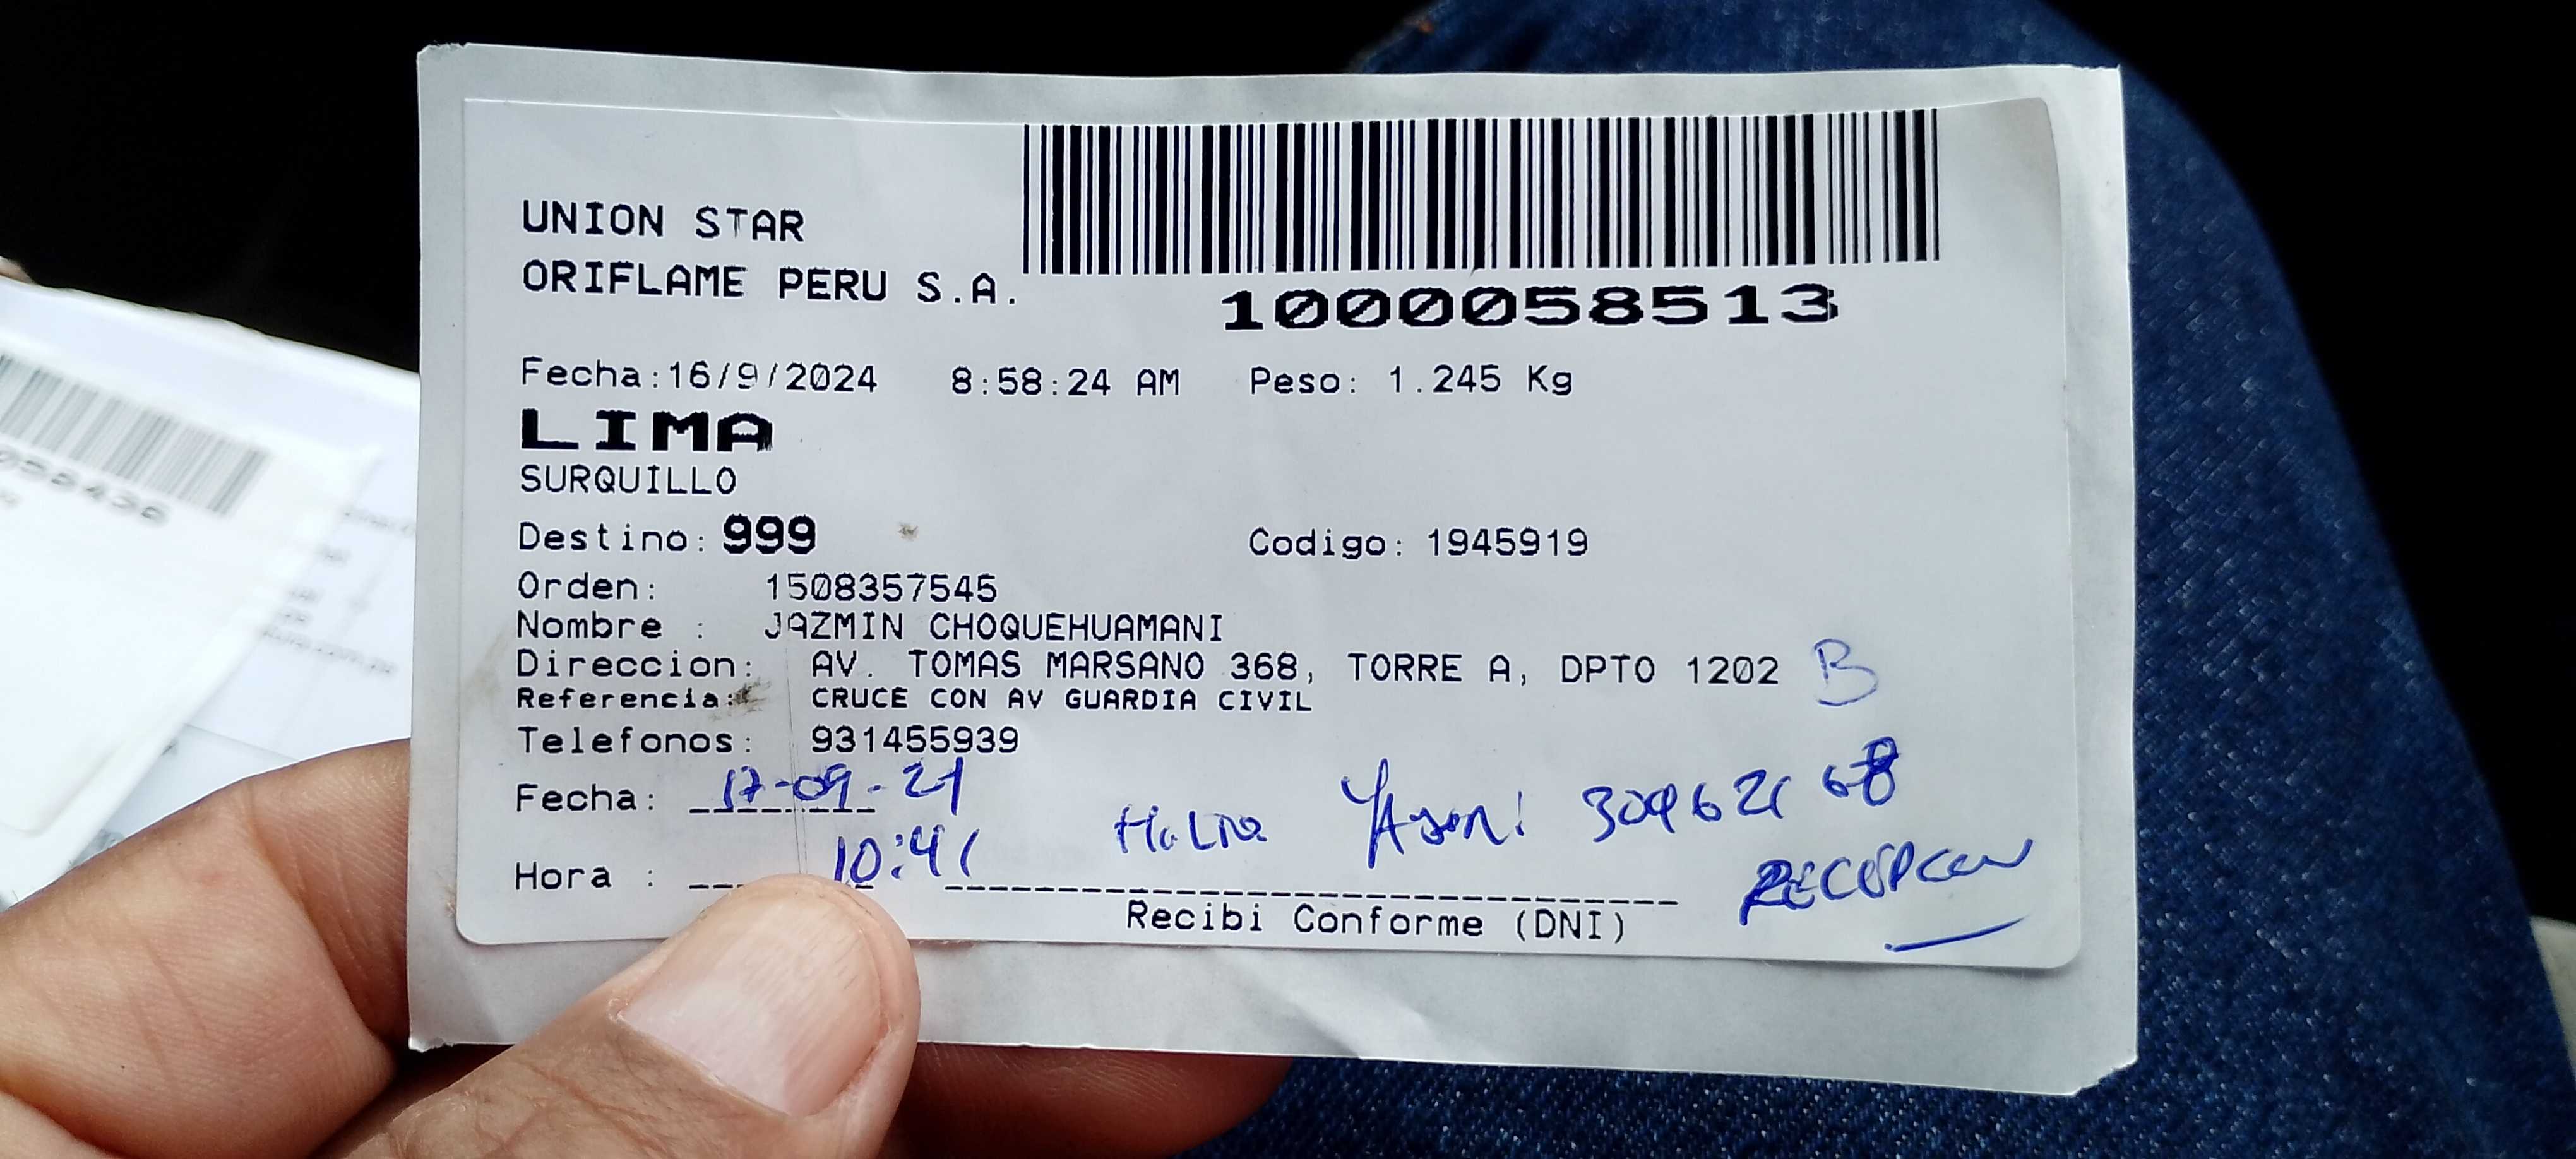 UNION STAR
ORIFLAME PERU S.A.
1000058513
Fecha:16/9/2024 8:58:24 AM Peso: 1.245 Kg
LIMA
SURQUILLO
Destino: 999 Codigo: 1945919
Orden: 1508357545
Nombre : JAZMIN CHOQUEHUAMANI
Direccion: AV. TOMAS MARSANO 368, TORRE A, DPTO 1202 B
Referencia: CRUCE CON AV GUARDIA CIVIL
Telefonos: 931455939
Fecha: 17-09-24
Hora : 10:41
Recibi Conforme (DNI)